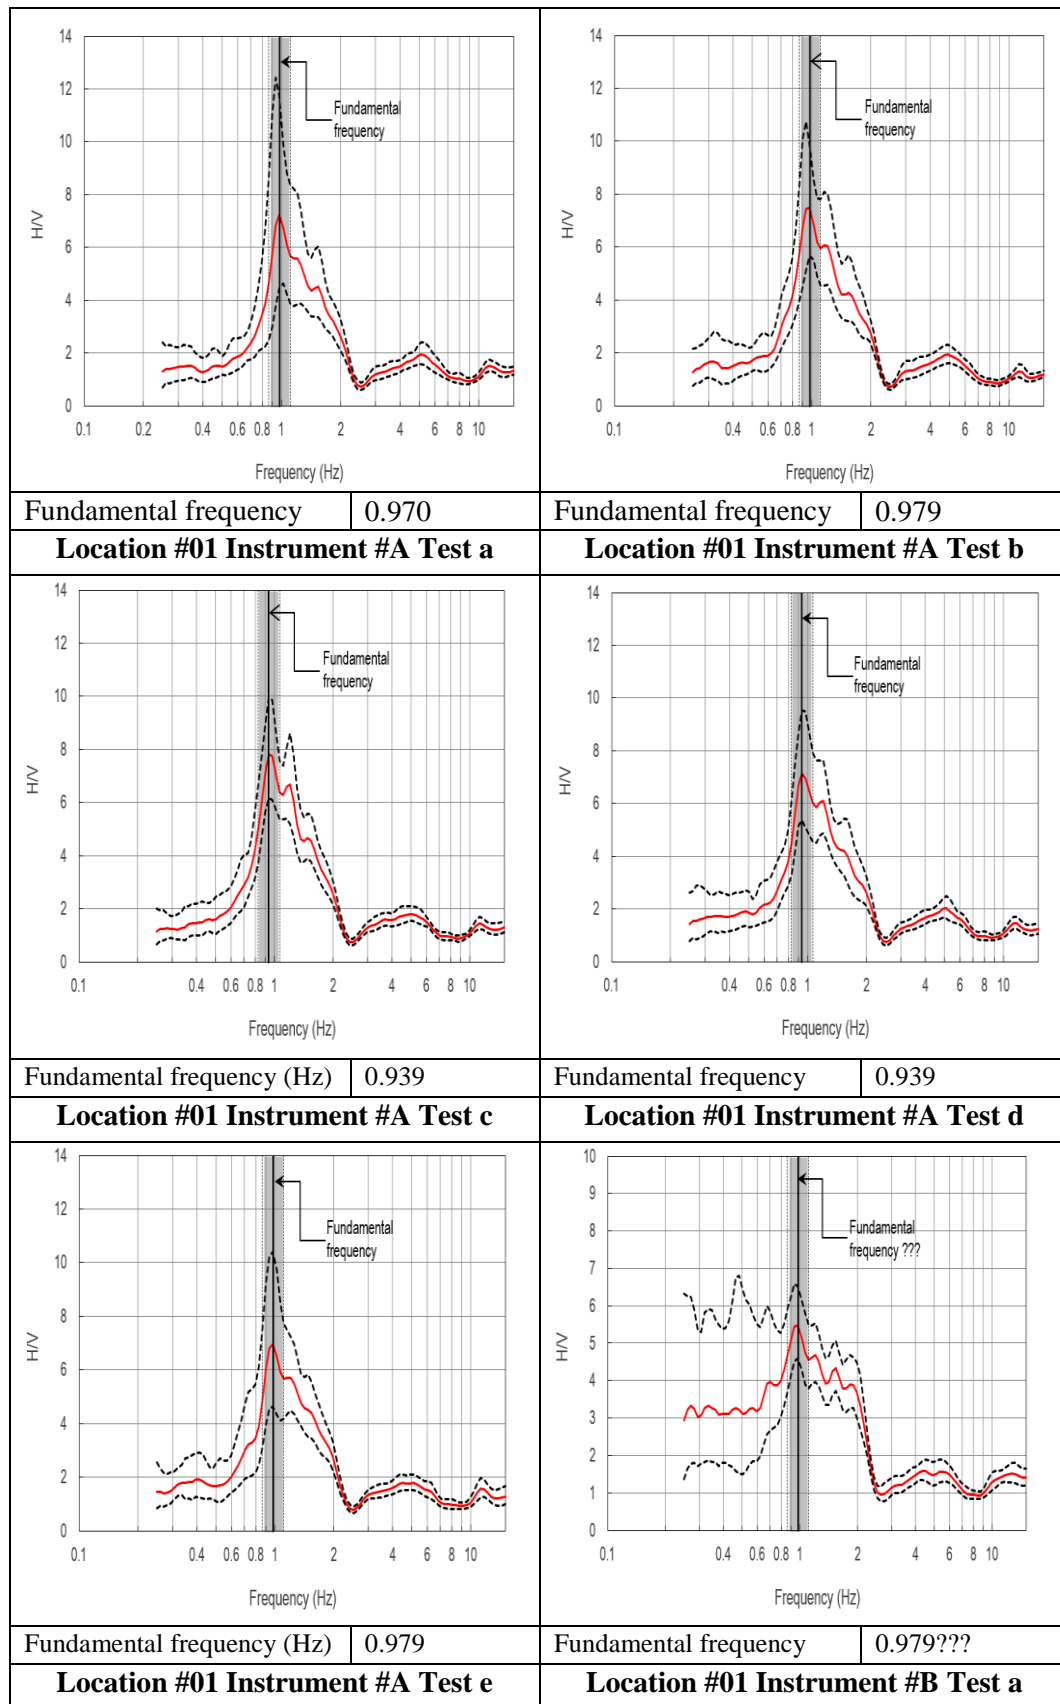 14
12
10
8
6
4
2
0
H/V
Fundamental
frequency
0.1 0.2 0.4 0.6 0.8 1 2 4 6 8 10
Frequency (Hz)
14
12
10
8
6
4
2
0
H/V
Fundamental
frequency
0.1 0.4 0.6 0.8 1 2 4 6 8 10
Frequency (Hz)
Fundamental frequency 0.970
Fundamental frequency 0.979
Location #01 Instrument #A Test a
Location #01 Instrument #A Test b
14
12
10
8
6
4
2
0
H/V
Fundamental
frequency
0.1 0.4 0.6 0.8 1 2 4 6 8 10
Frequency (Hz)
14
12
10
8
6
4
2
0
H/V
Fundamental
frequency
0.1 0.4 0.6 0.8 1 2 4 6 8 10
Frequency (Hz)
Fundamental frequency (Hz) 0.939
Fundamental frequency 0.939
Location #01 Instrument #A Test c
Location #01 Instrument #A Test d
14
12
10
8
6
4
2
0
H/V
Fundamental
frequency
0.1 0.4 0.6 0.8 1 2 4 6 8 10
Frequency (Hz)
10
9
8
7
6
5
4
3
2
1
0
H/V
Fundamental
frequency ???
0.1 0.4 0.6 0.8 1 2 4 6 8 10
Frequency (Hz)
Fundamental frequency (Hz) 0.979
Fundamental frequency 0.979???
Location #01 Instrument #A Test e
Location #01 Instrument #B Test a